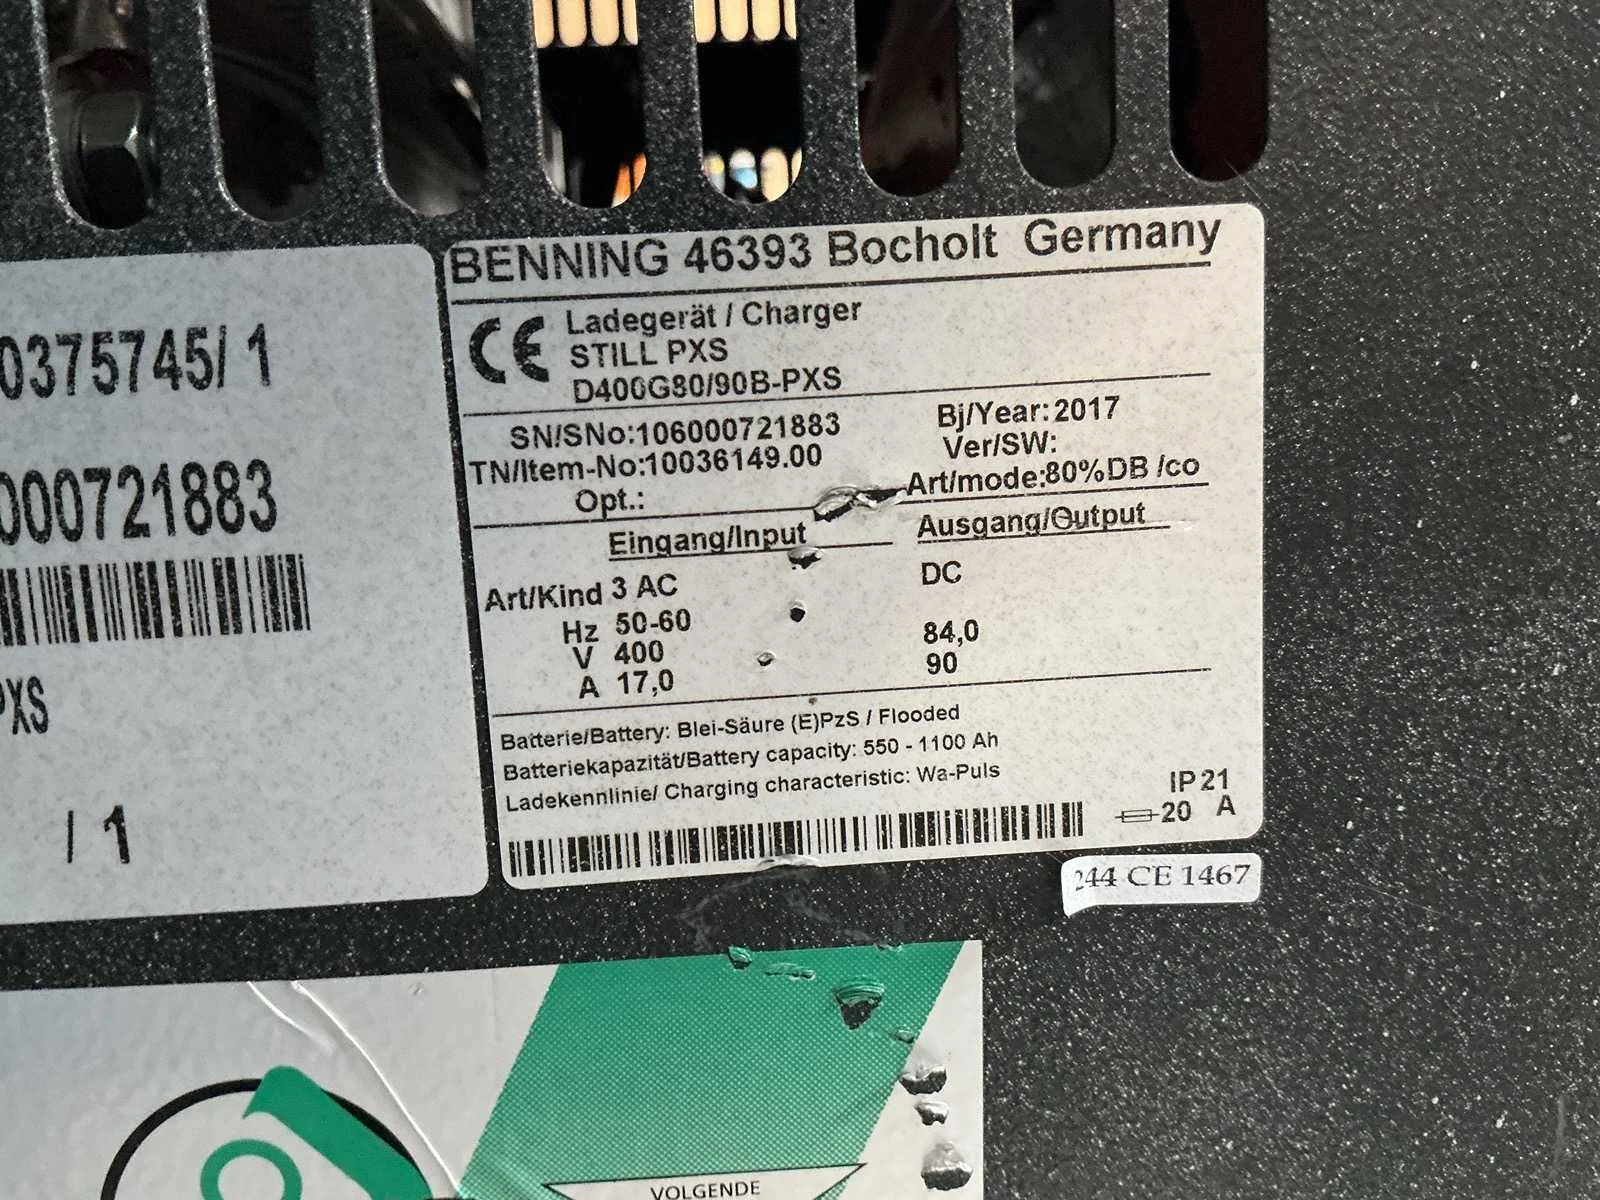 BENNING 46393 Bocholt Germany
CE
Ladegerät / Charger
STILL PXS
D400G80/90B-PXS
SN/SNo:106000721883
Bj/Year: 2017
TN/Item-No:10036149.00
Ver/SW:
Opt.:
Art/mode:80%DB /co
Eingang/Input
Ausgang/Output
Art/Kind 3 AC
DC
Hz 50-60
V 400
84,0
A 17,0
90
Batterie/Battery: Blei-Säure (E)PzS / Flooded
Batteriekapazität/Battery capacity: 550 - 1100 Ah
Ladekennlinie/ Charging characteristic: Wa-Puls
IP 21
20 A
0375745/ 1
000721883
PXS
/ 1
244 CE 1467
VOLGENDE